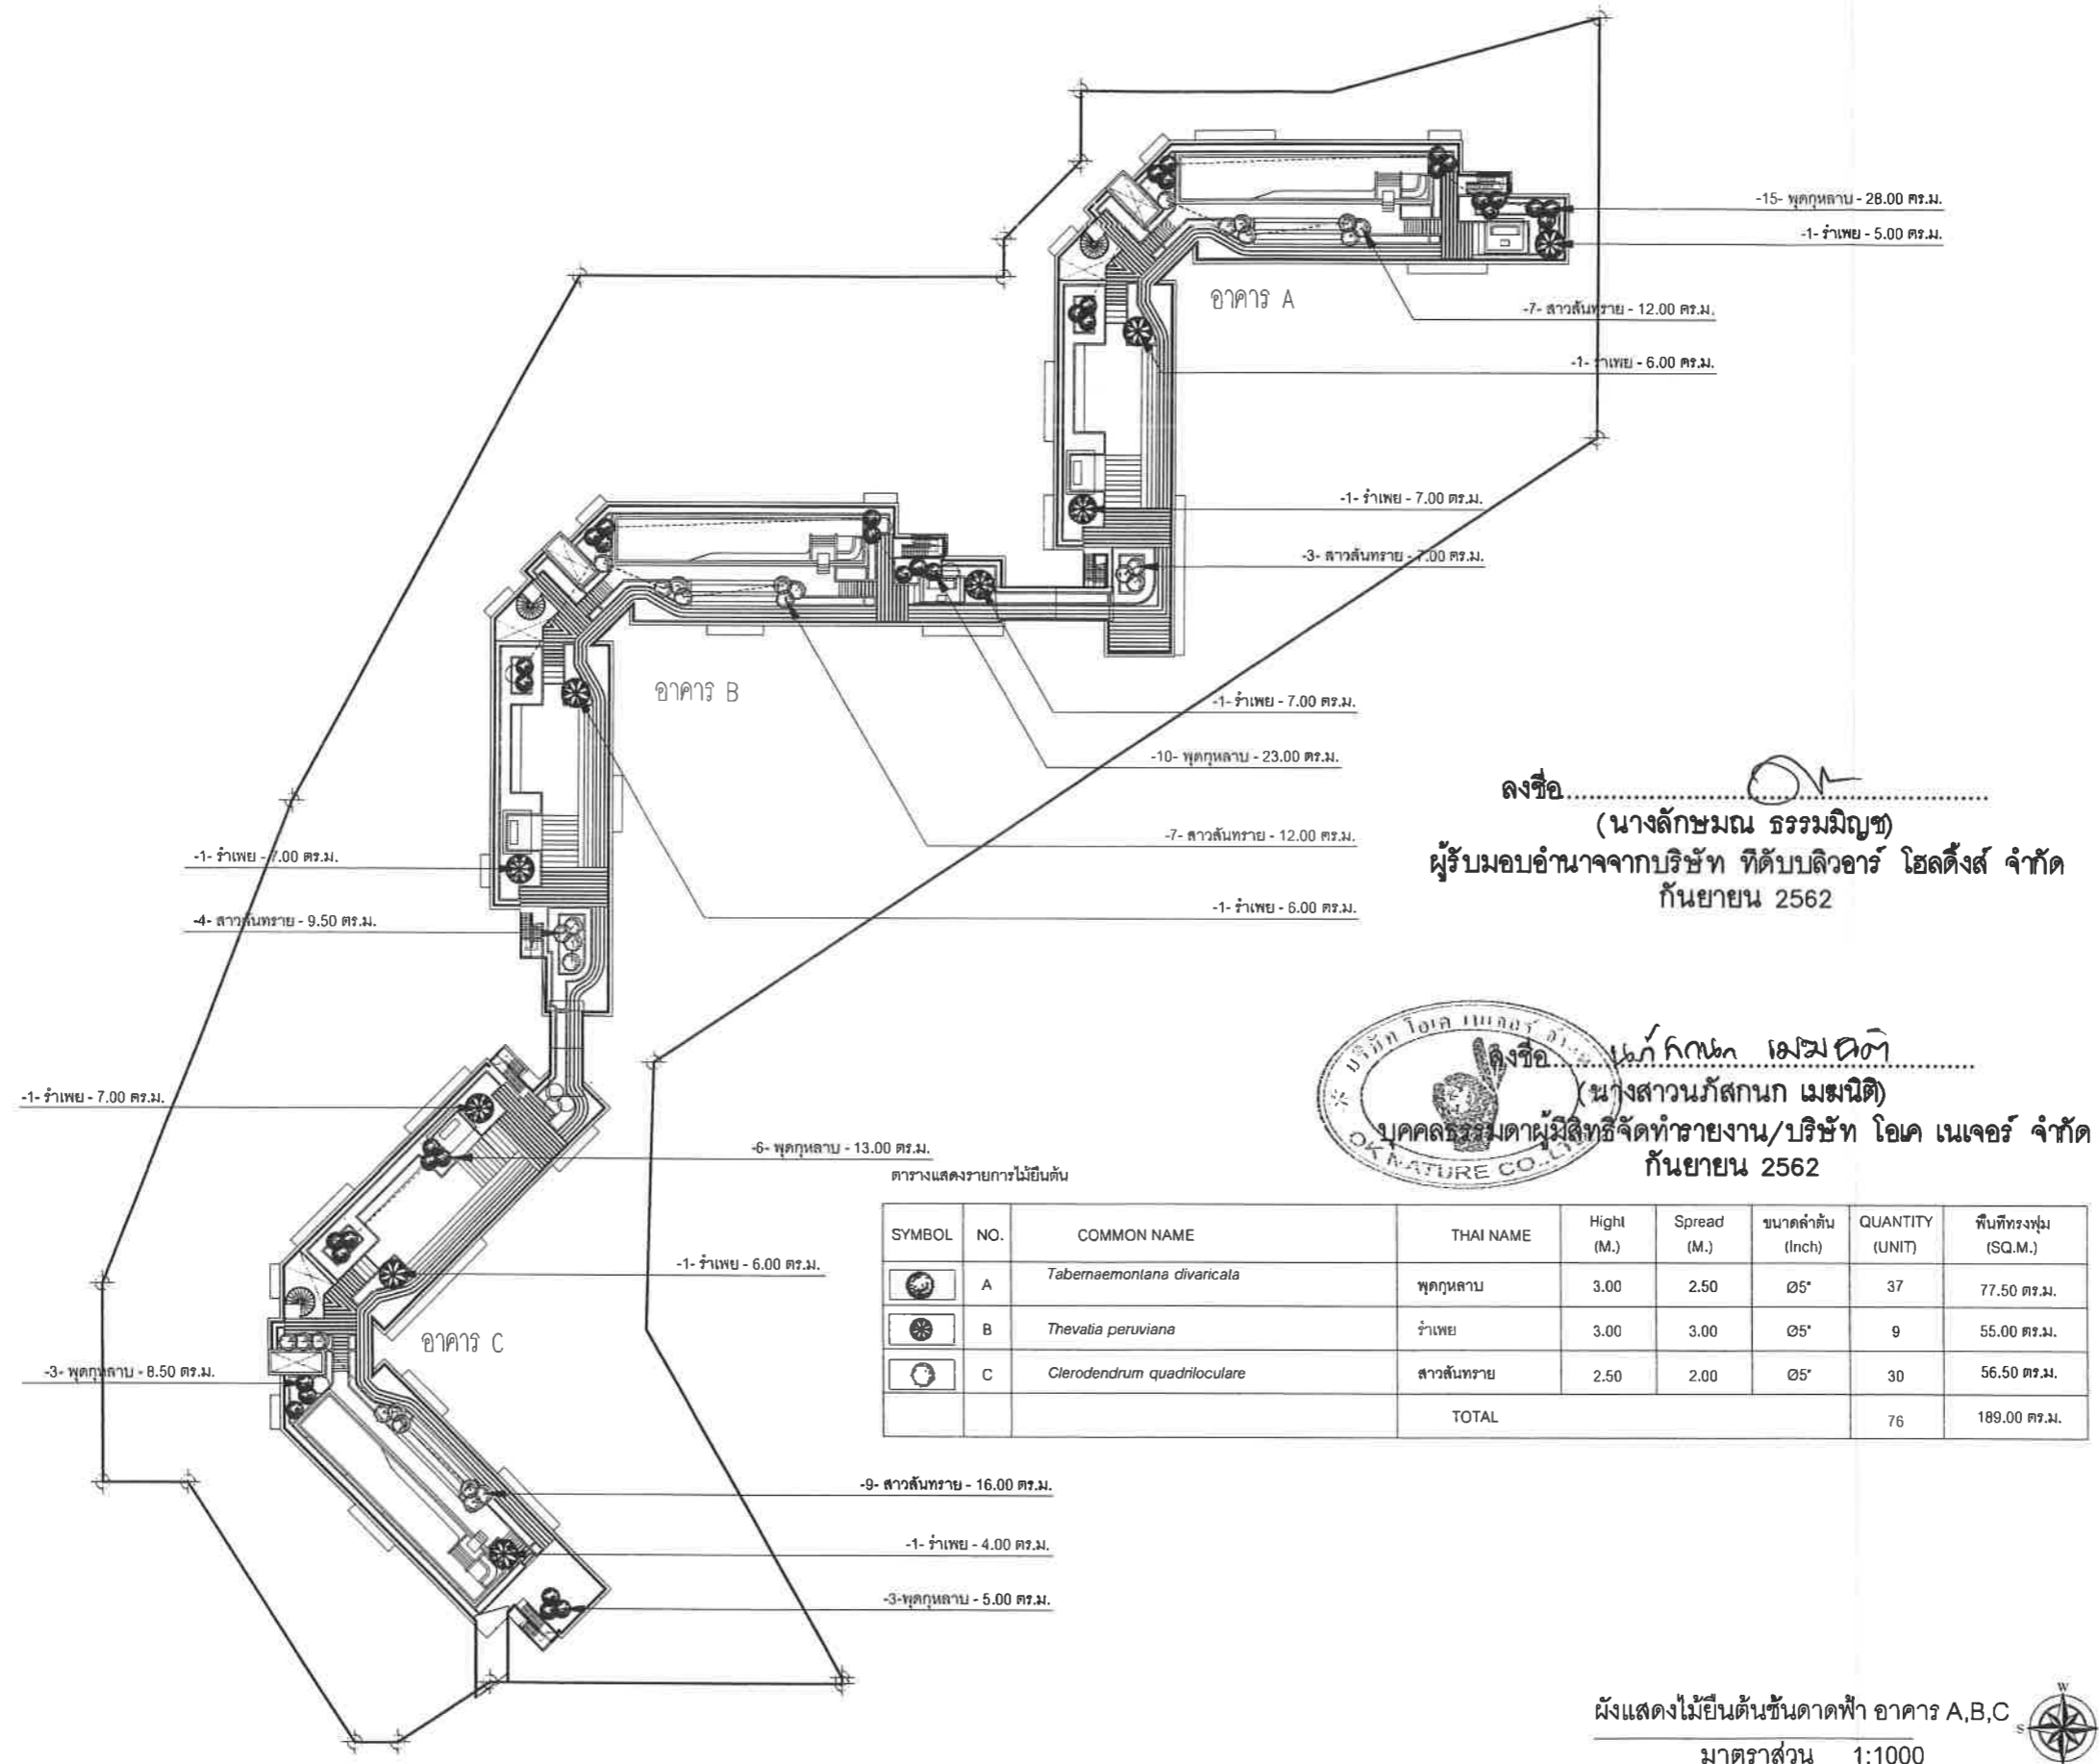 -15- พุดกุหลาบ - 28.00 ตร.ม.
-1- รำเพย - 5.00 ตร.ม.
อาคาร A
-7- สาวสันทราย - 12.00 ตร.ม.
-1- รำเพย - 6.00 ตร.ม.
-1- รำเพย - 7.00 ตร.ม.
-3- สาวสันทราย - 7.00 ตร.ม.
อาคาร B
-1- รำเพย - 7.00 ตร.ม.
-10- พุดกุหลาบ - 23.00 ตร.ม.
-7- สาวสันทราย - 12.00 ตร.ม.
-1- รำเพย - 7.00 ตร.ม.
-1- รำเพย - 6.00 ตร.ม.
-4- สาวสันทราย - 9.50 ตร.ม.
ลงชื่อ
(นางลักษมณ ธรรมมิญช)
ผู้รับมอบอำนาจจากบริษัท ทีดับบลิวอาร์ โฮลดิ้งส์ จำกัด
กันยายน 2562
บริษัท โอเค เนเจอร์ จำกัด
OK NATURE CO.,LTD
ลงชื่อ
(นางสาวนภัสกนก เมฆนิติ)
บุคคลธรรมดาผู้มีสิทธิจัดทำรายงาน/บริษัท โอเค เนเจอร์ จำกัด
กันยายน 2562
-1- รำเพย - 7.00 ตร.ม.
-6- พุดกุหลาบ - 13.00 ตร.ม.
-1- รำเพย - 6.00 ตร.ม.
อาคาร C
-3- พุดกุหลาบ - 8.50 ตร.ม.
-9- สาวสันทราย - 16.00 ตร.ม.
-1- รำเพย - 4.00 ตร.ม.
-3-พุดกุหลาบ - 5.00 ตร.ม.
ตารางแสดงรายการไม้ยืนต้น
SYMBOL NO. COMMON NAME THAI NAME Hight (M.) Spread (M.) ขนาดลำต้น (Inch) QUANTITY (UNIT) พื้นที่ทรงพุ่ม (SQ.M.)
A Tabernaemontana divaricala พุดกุหลาบ 3.00 2.50 Ø5" 37 77.50 ตร.ม.
B Thevatia peruviana รำเพย 3.00 3.00 Ø5" 9 55.00 ตร.ม.
C Clerodendrum quadriloculare สาวสันทราย 2.50 2.00 Ø5" 30 56.50 ตร.ม.
TOTAL 76 189.00 ตร.ม.
ผังแสดงไม้ยืนต้นชั้นดาดฟ้า อาคาร A,B,C
มาตราส่วน 1:1000
W
S